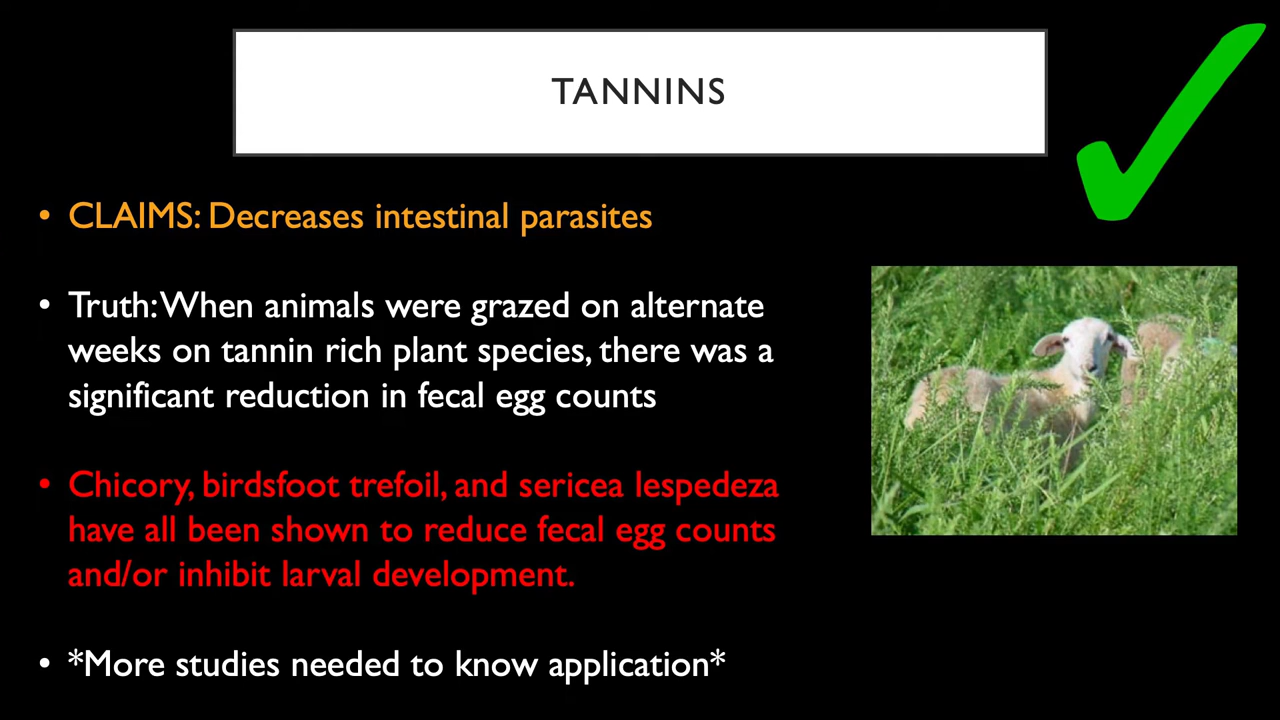 TANNINS
• CLAIMS: Decreases intestinal parasites
• Truth: When animals were grazed on alternate
weeks on tannin rich plant species, there was a
significant reduction in fecal egg counts
• Chicory, birdsfoot trefoil, and sericea lespedeza
have all been shown to reduce fecal egg counts
and/or inhibit larval development.
• *More studies needed to know application*